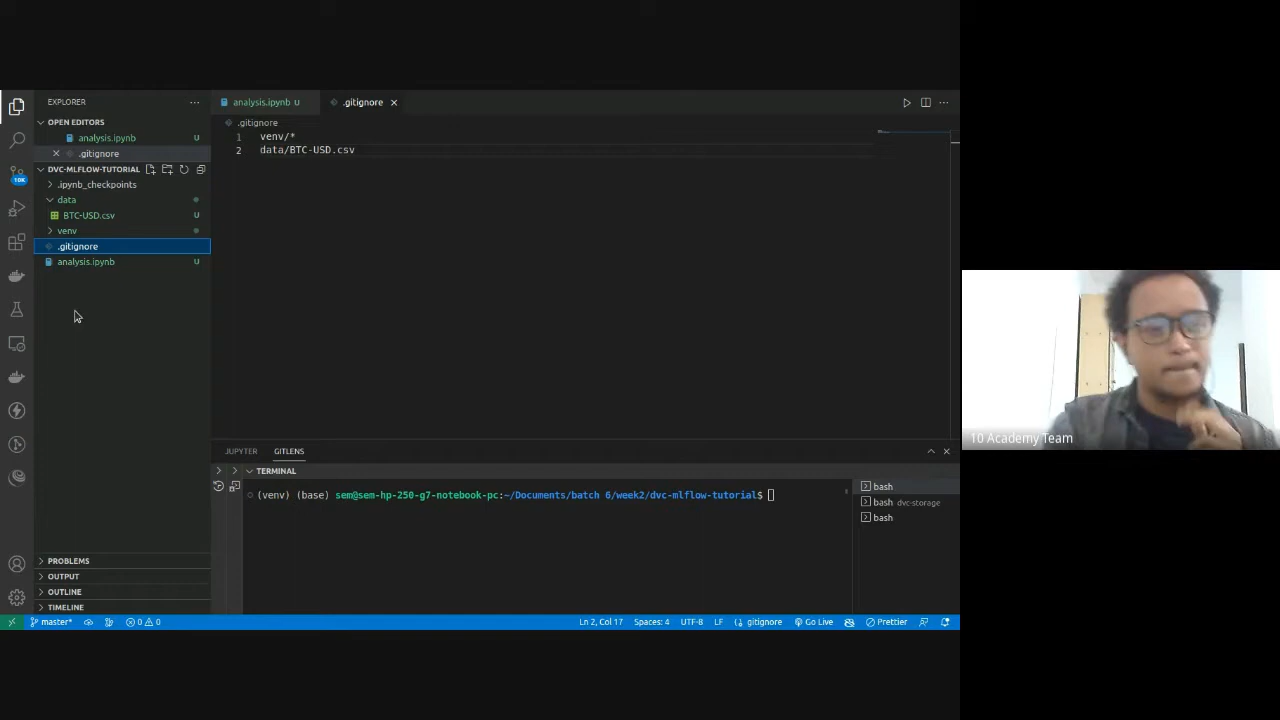 EXPLORER
OPEN EDITORS
analysis.ipynb U
.gitignore
DVC-MLFLOW-TUTORIAL
.ipynb_checkpoints
data
BTC-USD.csv U
venv
.gitignore
analysis.ipynb U
PROBLEMS
OUTPUT
OUTLINE
TIMELINE
10K
analysis.ipynb U
.gitignore
.gitignore
1 venv/*
2 data/BTC-USD.csv
JUPYTER GITLENS
TERMINAL
(venv) (base) sem@sem-hp-250-g7-notebook-pc:~/Documents/batch 6/week2/dvc-mlflow-tutorial$
bash
bash dvc-storage
bash
master* 0 0 Ln 2, Col 17 Spaces: 4 UTF-8 LF gitignore Go Live Prettier
10 Academy Team